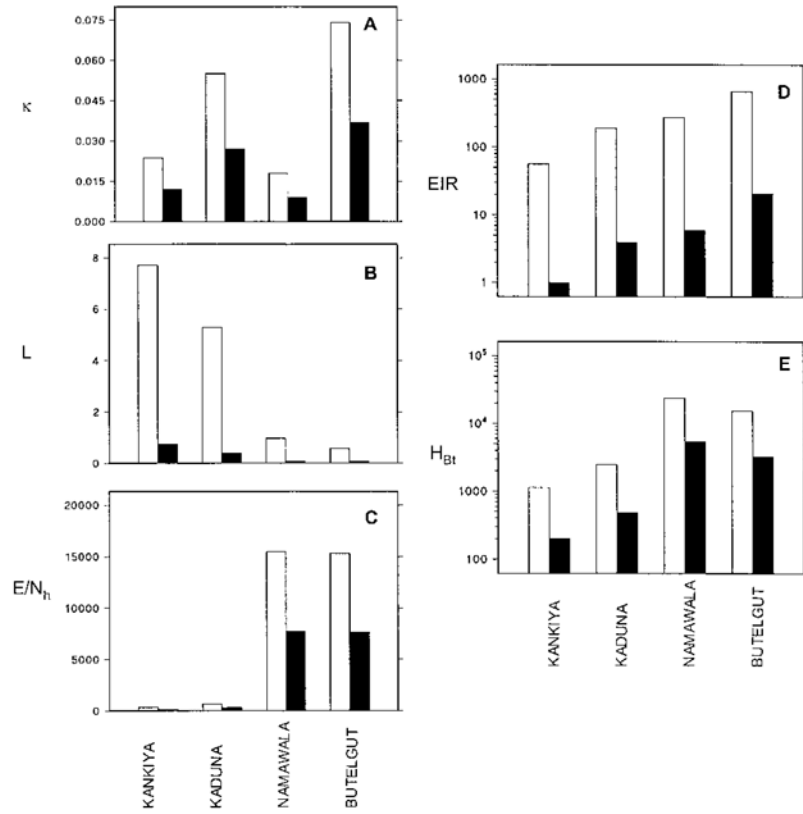 A
0.075
0.060
0.045
0.030
0.015
0.000
κ
B
8
6
4
2
0
L
C
20000
15000
10000
5000
0
E/Nₕ
KANKIYA
KADUNA
NAMAWALA
BUTELGUT
D
1000
100
10
1
EIR
E
10⁵
10⁴
1000
100
H_Bt
KANKIYA
KADUNA
NAMAWALA
BUTELGUT